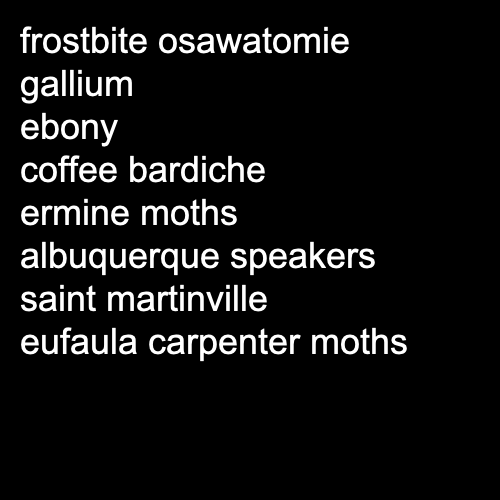 frostbite osawatomie
gallium
ebony
coffee bardiche
ermine moths
albuquerque speakers
saint martinville
eufaula carpenter moths